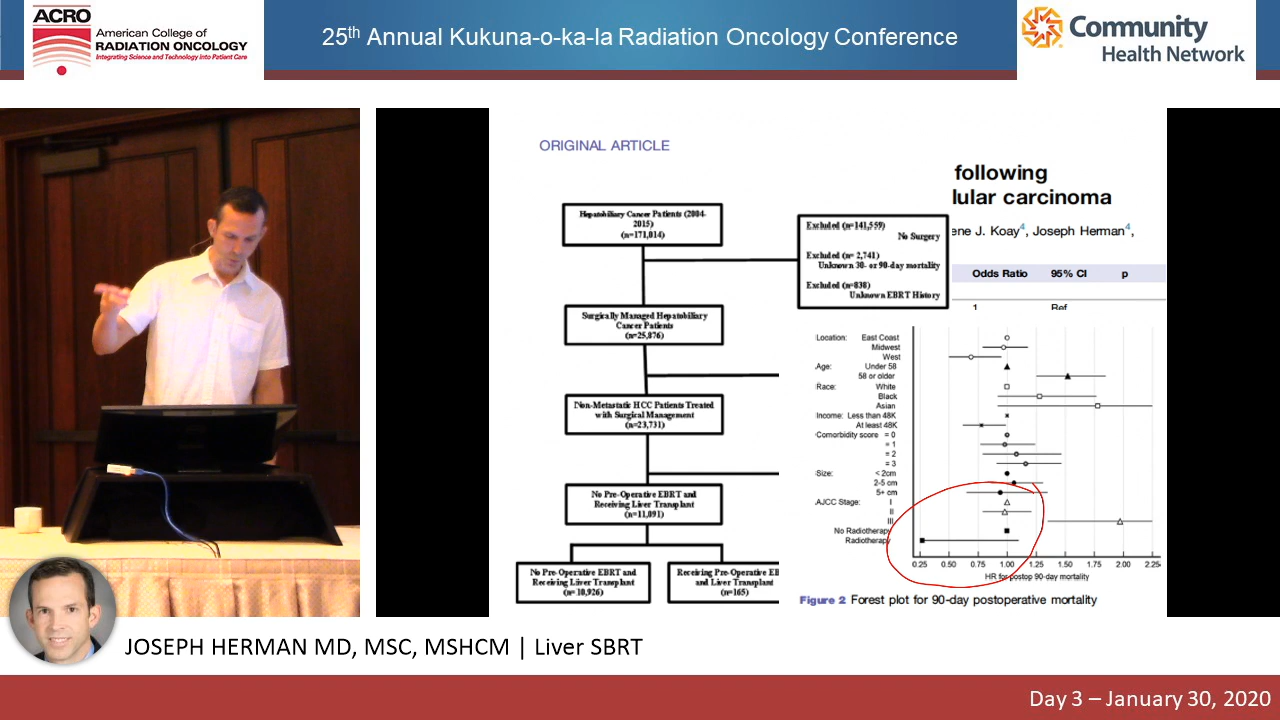 ACRO
American College of
RADIATION ONCOLOGY
Integrating Science and Technology Into Patient Care
25th Annual Kukuna-o-ka-la Radiation Oncology Conference
Community
Health Network
ORIGINAL ARTICLE
following
lular carcinoma
ene J. Koay4, Joseph Herman4,
Hepatobiliary Cancer Patients (2004-
2015)
(n=171,014)
Excluded (n=141,559)
No Surgery
Excluded (n= 2,741)
Unknown 30- or 90-day mortality
Excluded (n=838)
Unknown EBRT History
Odds Ratio 95% CI p
1 Ref
Surgically Managed Hepatobiliary
Cancer Patients
(n=25,876)
Non-Metastatic HCC Patients Treated
with Surgical Management
(n=23,731)
No Pre-Operative EBRT and
Receiving Liver Transplant
(n=11,091)
No Pre-Operative EBRT and
Receiving Liver Transplant
(n=10,926)
Receiving Pre-Operative EB
and Liver Transplant
(n=165)
Location: East Coast
Midwest
West
Age: Under 58
58 or older
Race: White
Black
Asian
Income: Less than 48K
At least 48K
Comorbidity score = 0
= 1
= 2
= 3
Size: < 2cm
2-5 cm
5+ cm
AJCC Stage: I
II
III
No Radiotherapy
Radiotherapy
0.25 0.50 0.75 1.00 1.25 1.50 1.75 2.00 2.25
HR for postop 90-day mortality
Figure 2 Forest plot for 90-day postoperative mortality
JOSEPH HERMAN MD, MSC, MSHCM | Liver SBRT
Day 3 – January 30, 2020